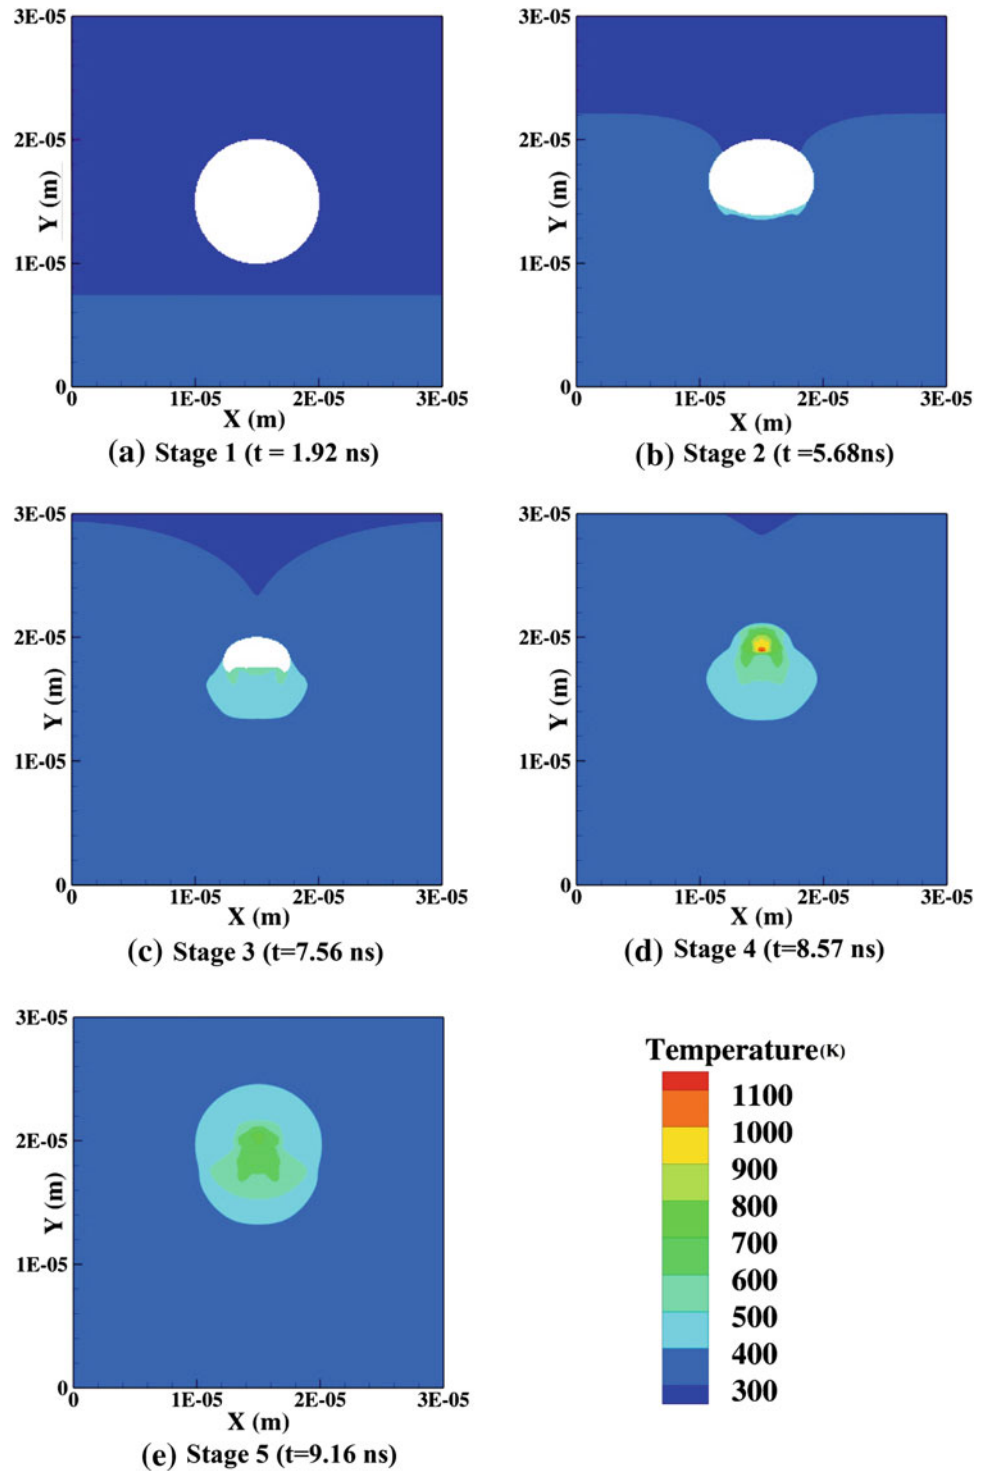 3E-05
2E-05
Y (m)
1E-05
0
0 1E-05 2E-05 3E-05
X (m)
(a) Stage 1 (t = 1.92 ns)
3E-05
2E-05
Y (m)
1E-05
0
0 1E-05 2E-05 3E-05
X (m)
(b) Stage 2 (t =5.68ns)
3E-05
2E-05
Y (m)
1E-05
0
0 1E-05 2E-05 3E-05
X (m)
(c) Stage 3 (t=7.56 ns)
3E-05
2E-05
Y (m)
1E-05
0
0 1E-05 2E-05 3E-05
X (m)
(d) Stage 4 (t=8.57 ns)
3E-05
2E-05
Y (m)
1E-05
0
0 1E-05 2E-05 3E-05
X (m)
(e) Stage 5 (t=9.16 ns)
Temperature(K)
1100
1000
900
800
700
600
500
400
300